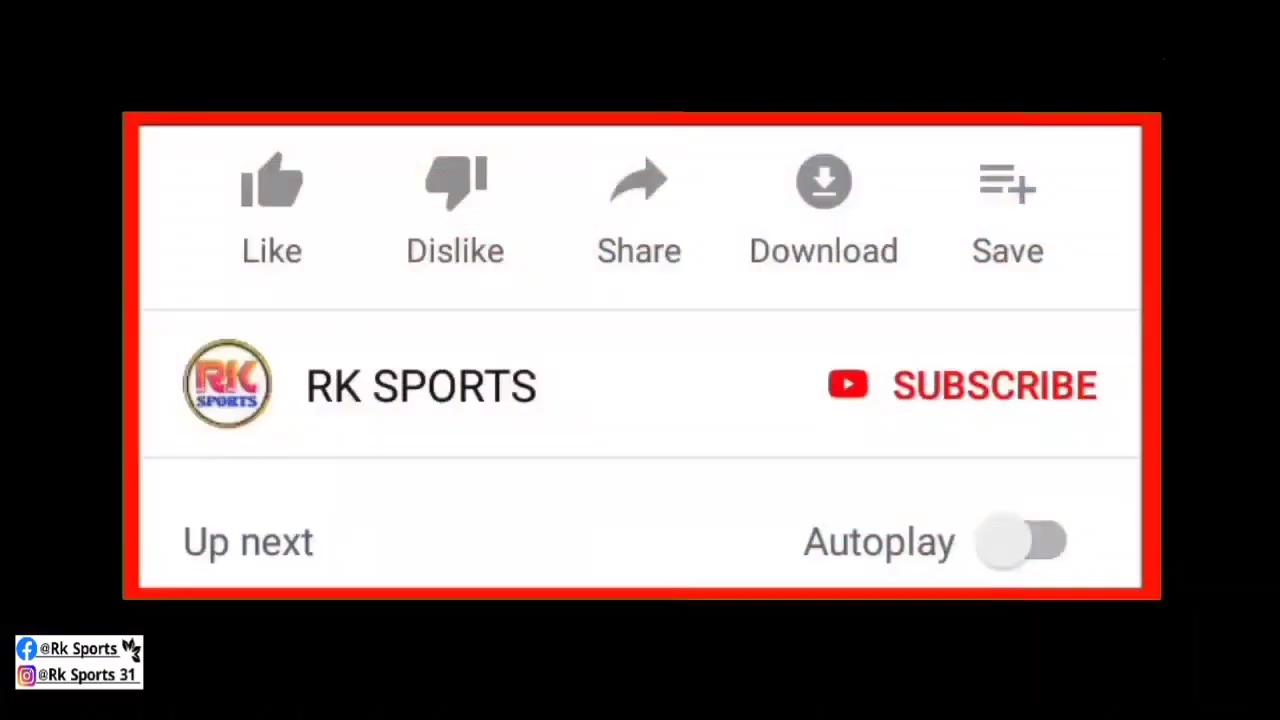 Like Dislike Share Download Save
RK
SPORTS
RK SPORTS
SUBSCRIBE
Up next
Autoplay
@Rk Sports
@Rk Sports 31